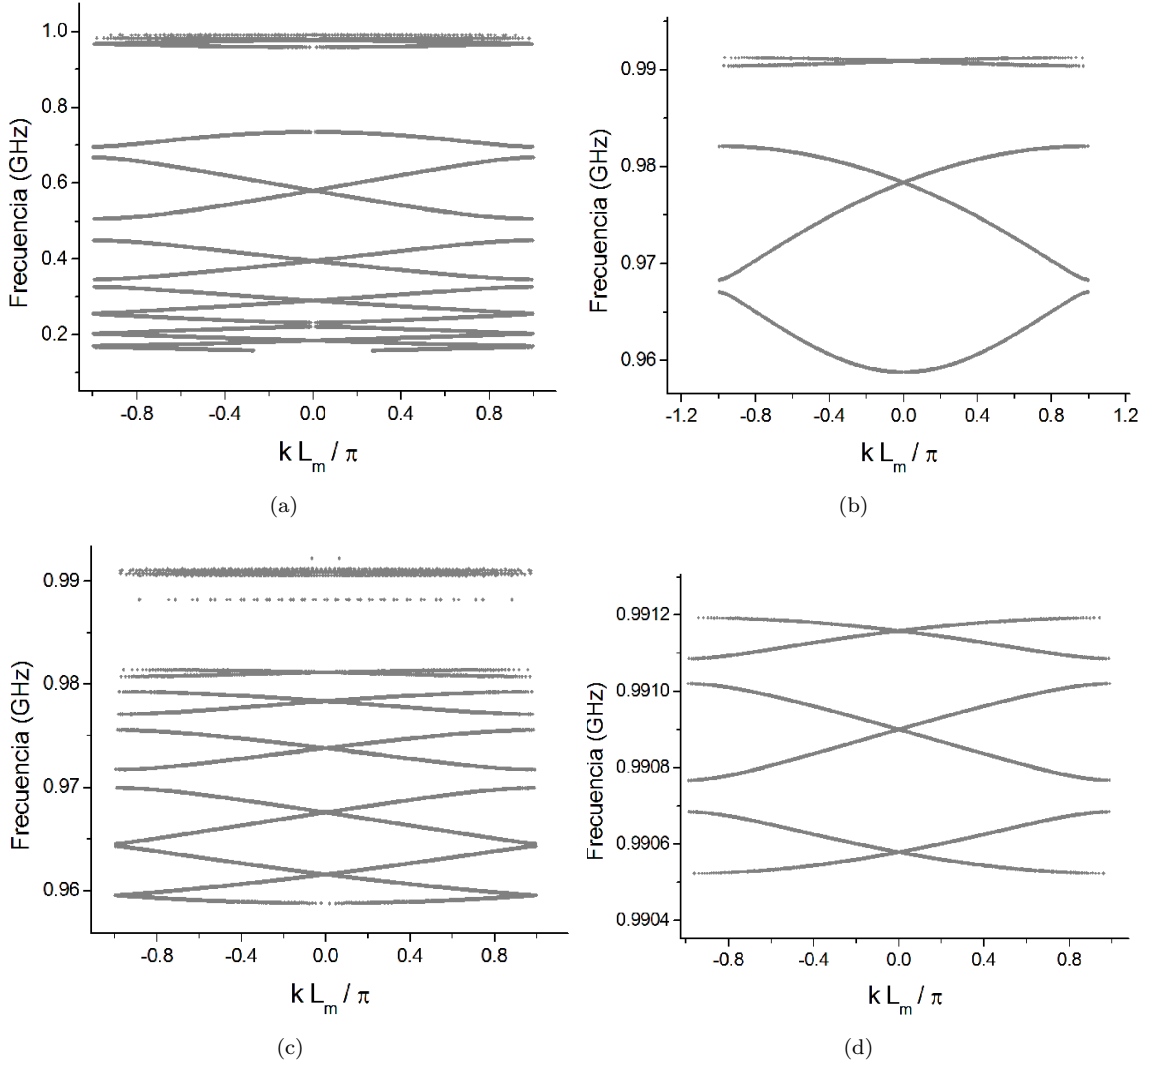 1.0
0.8
0.6
0.4
0.2
Frecuencia (GHz)
-0.8 -0.4 0.0 0.4 0.8
k Lm / π
(a)
0.99
0.98
0.97
0.96
Frecuencia (GHz)
-1.2 -0.8 -0.4 0.0 0.4 0.8 1.2
k Lm / π
(b)
0.99
0.98
0.97
0.96
Frecuencia (GHz)
-0.8 -0.4 0.0 0.4 0.8
k Lm / π
(c)
0.9912
0.9910
0.9908
0.9906
0.9904
Frecuencia (GHz)
-0.8 -0.4 0.0 0.4 0.8
k Lm / π
(d)